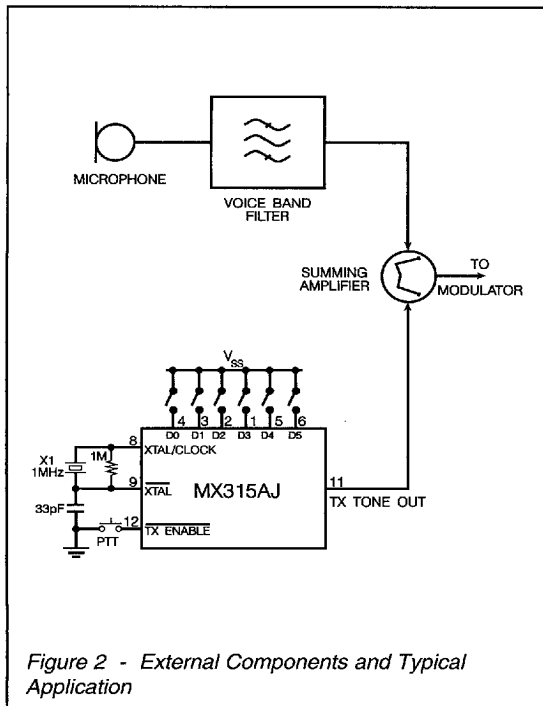 MICROPHONE
VOICE BAND
FILTER
SUMMING
AMPLIFIER
TO
MODULATOR
VSS
4 3 2 1 5 6
D0 D1 D2 D3 D4 D5
8
XTAL/CLOCK
X1
1MHz
1M
9
XTAL
MX315AJ
11
TX TONE OUT
33pF
12
TX ENABLE
PTT
Figure 2 - External Components and Typical
Application